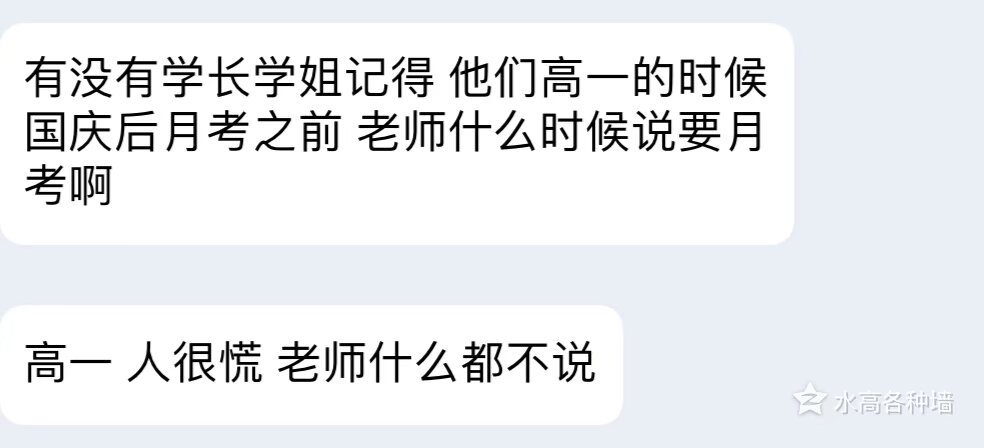 有没有学长学姐记得 他们高一的时候
国庆后月考之前 老师什么时候说要月
考啊
高一 人很慌 老师什么都不说
水高各种墙